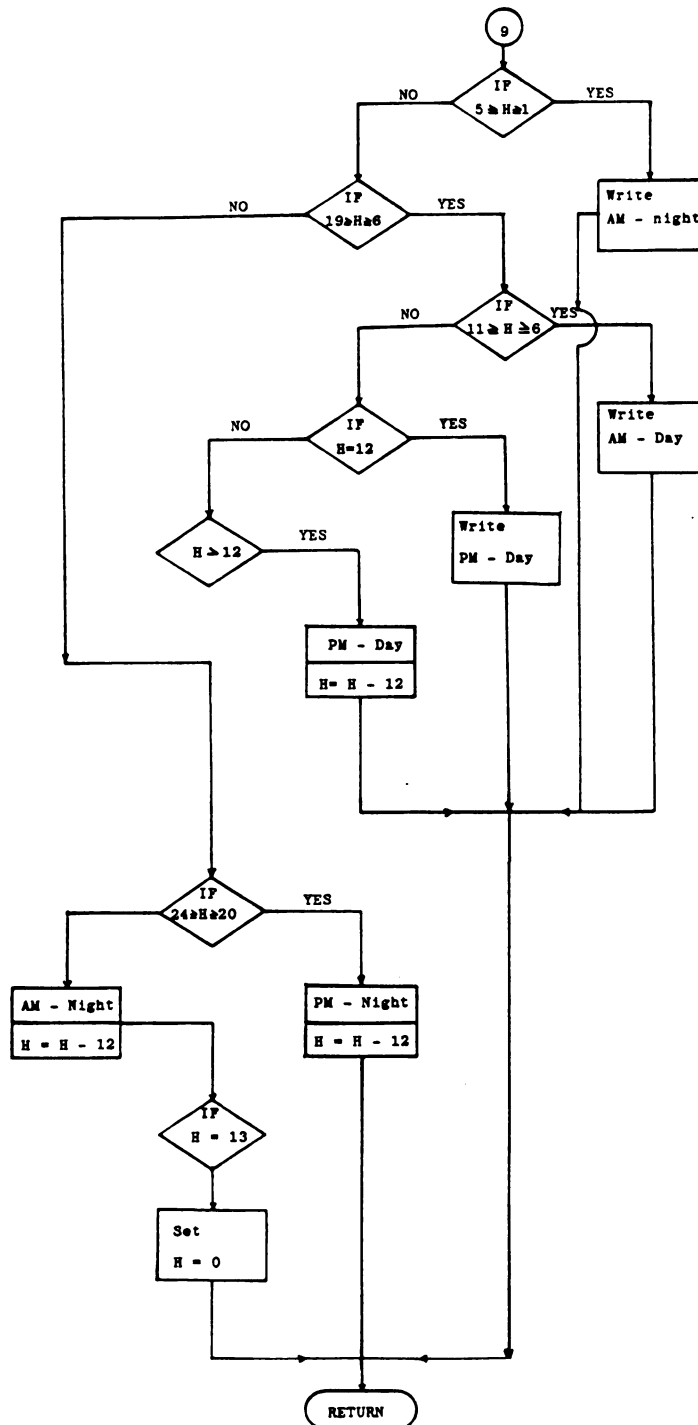 9
IF
5 ≧ H≧1
NO
YES
Write
AM - night
IF
19≧H≧6
NO
YES
IF
11 ≧ H ≧6
NO
YES
Write
AM - Day
IF
H=12
NO
YES
Write
PM - Day
H > 12
YES
PM - Day
H= H - 12
IF
24≧H≧20
YES
AM - Night
H = H - 12
PM - Night
H = H - 12
IF
H = 13
Set
H = 0
RETURN